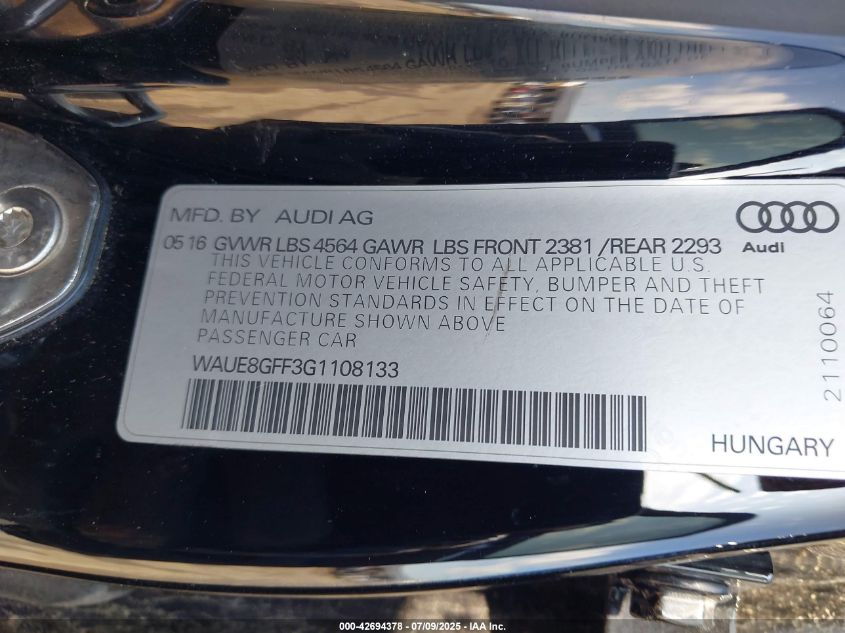 MFD. BY AUDI AG
05 16 GVWR LBS 4564 GAWR LBS FRONT 2381 /REAR 2293
Audi
THIS VEHICLE CONFORMS TO ALL APPLICABLE U.S.
FEDERAL MOTOR VEHICLE SAFETY, BUMPER AND THEFT
PREVENTION STANDARDS IN EFFECT ON THE DATE OF
MANUFACTURE SHOWN ABOVE
PASSENGER CAR
WAUE8GFF3G1108133
2110064
HUNGARY
000-42694378 | 07/09/2025 - IAA Inc.